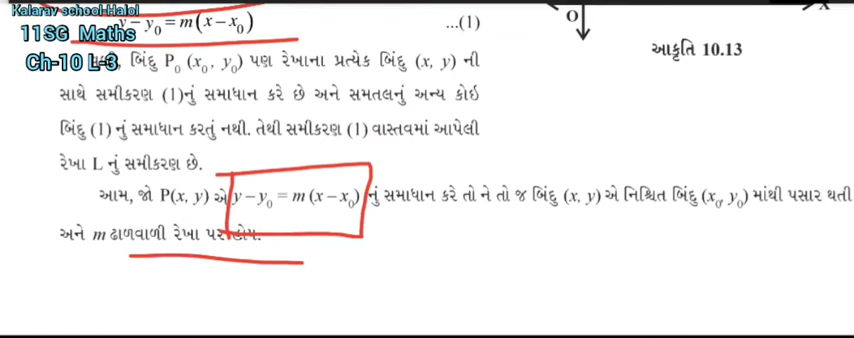 Kalarav school-Halol
11SG Maths
Ch-10 L-3
y − y₀ = m(x − x₀) ...(1)
O X
આકૃતિ 10.13
બિંદુ P₀ (x₀, y₀) પણ રેખાના પ્રત્યેક બિંદુ (x, y) ની
સાથે સમીકરણ (1)નું સમાધાન કરે છે અને સમતલનું અન્ય કોઈ
બિંદુ (1) નું સમાધાન કરતું નથી. તેથી સમીકરણ (1) વાસ્તવમાં આપેલી
રેખા L નું સમીકરણ છે.
આમ, જો P(x, y) એ y − y₀ = m (x − x₀) નું સમાધાન કરે તો ને તો જ બિંદુ (x, y) એ નિશ્ચિત બિંદુ (x₀, y₀) માંથી પસાર થતી
અને m ઢાળવાળી રેખા પર હોય.